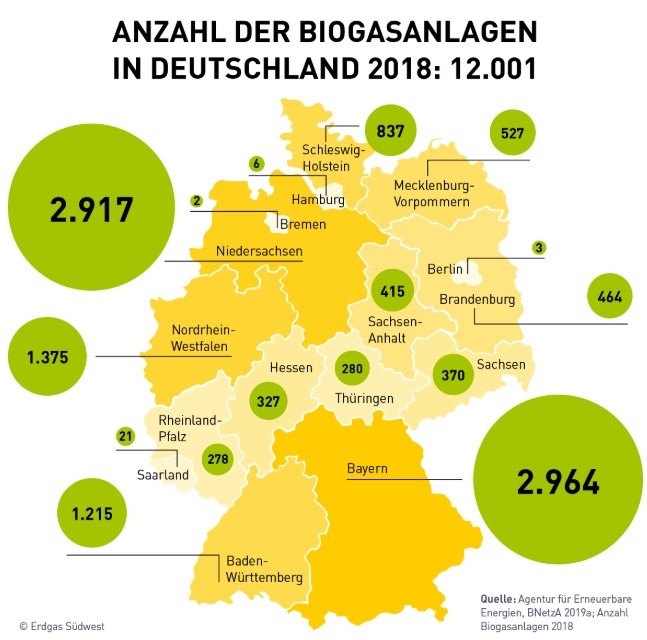 ANZAHL DER BIOGASANLAGEN
IN DEUTSCHLAND 2018: 12.001
837
527
Schleswig-
Holstein
6
Mecklenburg-
Vorpommern
2.917
2
Hamburg
Bremen
Niedersachsen
3
Berlin
415
Brandenburg
464
Sachsen-
Anhalt
Nordrhein-
Westfalen
1.375
Hessen
280
370
Sachsen
327
Thüringen
Rheinland-
Pfalz
21
278
Saarland
Bayern
2.964
1.215
Baden-
Württemberg
Quelle: Agentur für Erneuerbare
Energien, BNetzA 2019a; Anzahl
Biogasanlagen 2018
© Erdgas Südwest